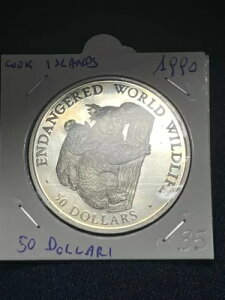 COOK ISLANDS
1990
ENDANGERED WORLD WILDLIFE
50 DOLLARS
50 DOLLARI
35